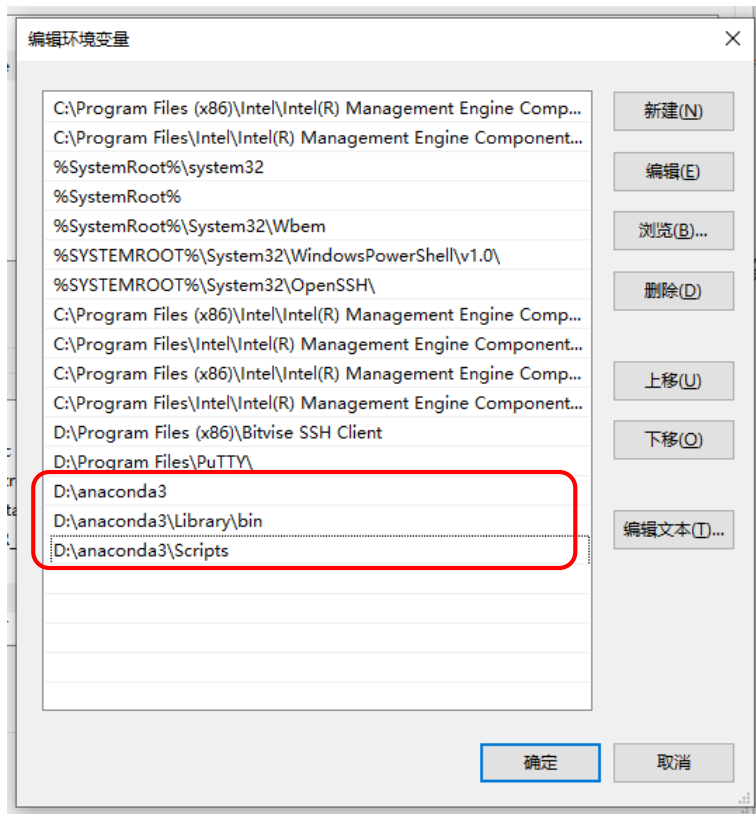 编辑环境变量
C:\Program Files (x86)\Intel\Intel(R) Management Engine Comp...
C:\Program Files\Intel\Intel(R) Management Engine Component...
%SystemRoot%\system32
%SystemRoot%
%SystemRoot%\System32\Wbem
%SYSTEMROOT%\System32\WindowsPowerShell\v1.0\
%SYSTEMROOT%\System32\OpenSSH\
C:\Program Files (x86)\Intel\Intel(R) Management Engine Comp...
C:\Program Files\Intel\Intel(R) Management Engine Component...
C:\Program Files (x86)\Intel\Intel(R) Management Engine Comp...
C:\Program Files\Intel\Intel(R) Management Engine Component...
D:\Program Files (x86)\Bitvise SSH Client
D:\Program Files\PuTTY\
D:\anaconda3
D:\anaconda3\Library\bin
D:\anaconda3\Scripts
新建(N)
编辑(E)
浏览(B)...
删除(D)
上移(U)
下移(O)
编辑文本(T)...
确定
取消